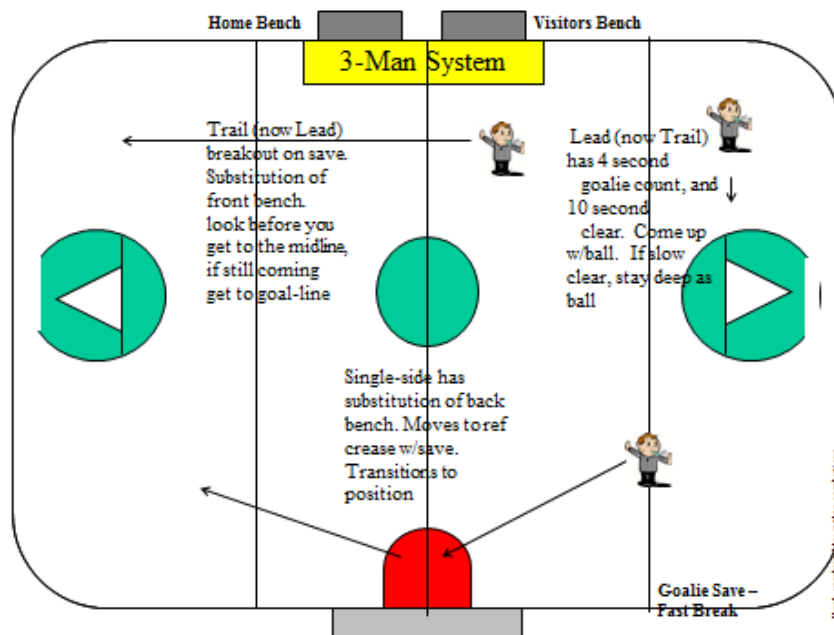 Home Bench
Visitors Bench
3-Man System
Trail (now Lead)
breakout on save.
Substitution of
front bench.
look before you
get to the midline,
if still coming
get to goal-line
Lead (now Trail)
has 4 second
goalie count, and
10 second
clear. Come up
w/ball. If slow
clear, stay deep as
ball
Single-side has
substitution of back
bench. Moves to ref
crease w/save.
Transitions to
position
Goalie Save –
Fast Break